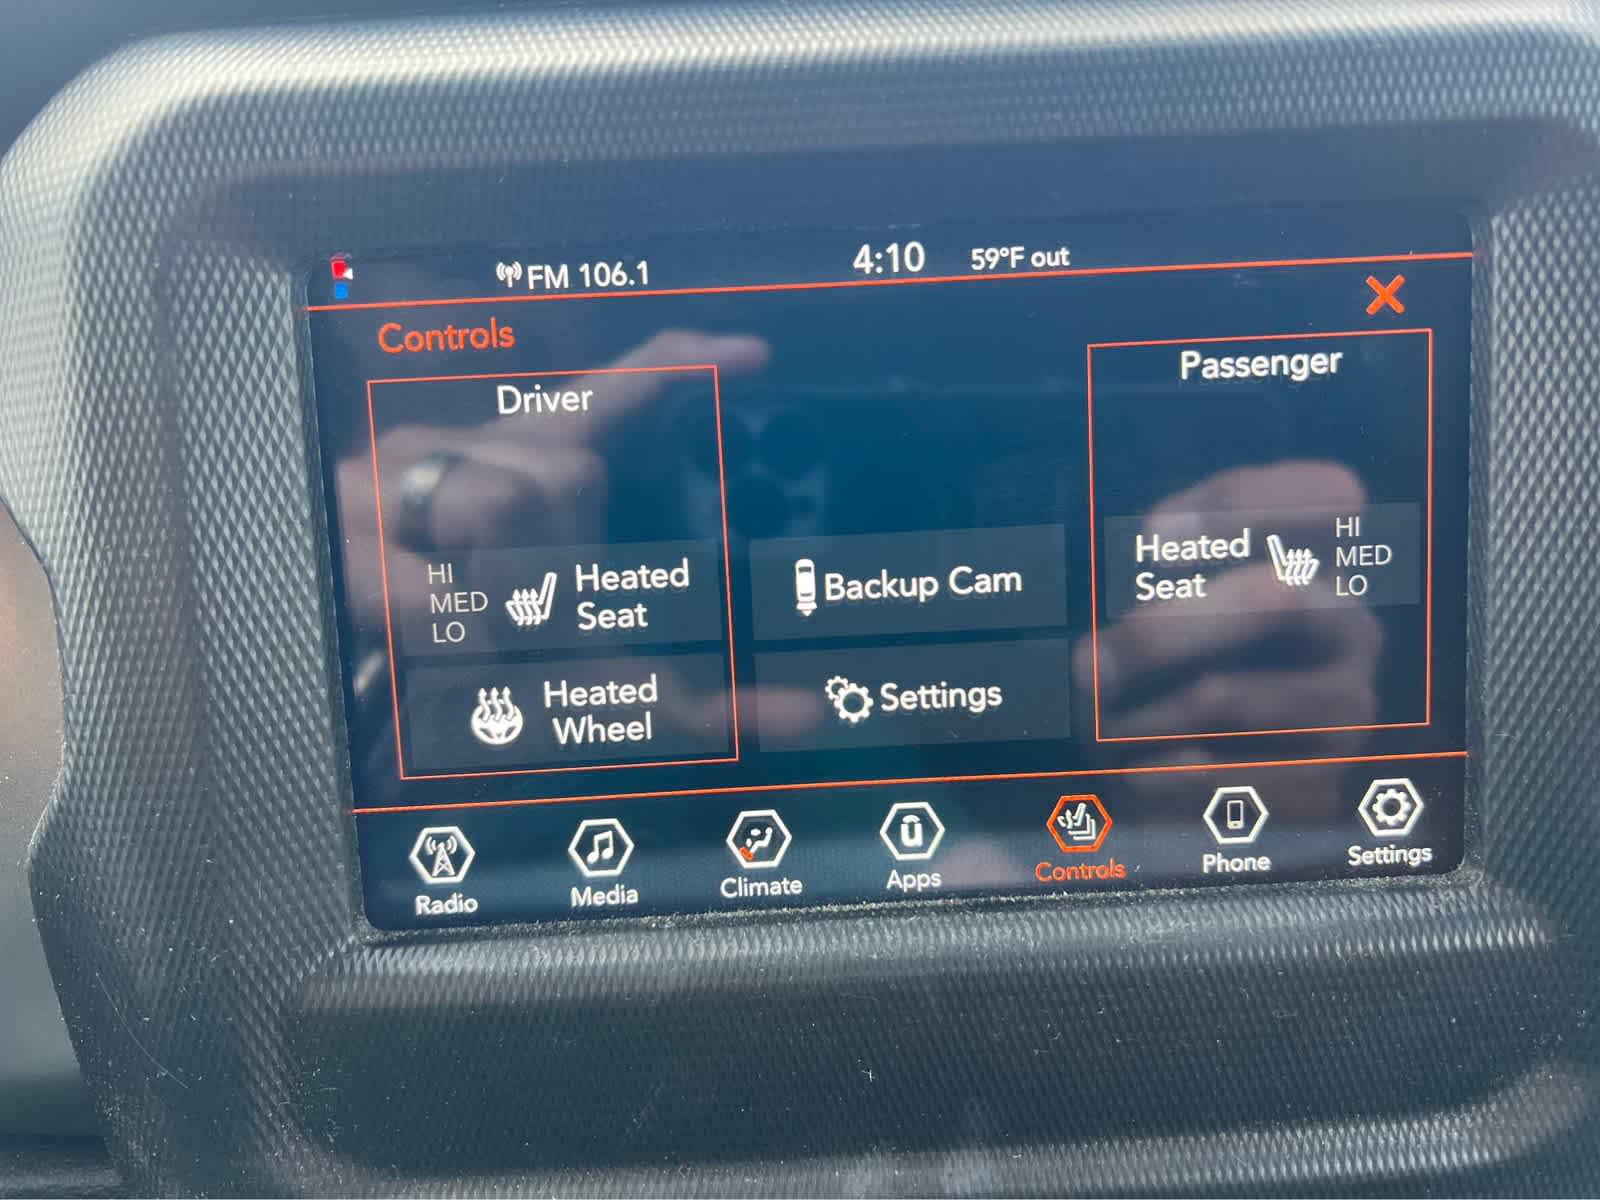 FM 106.1
4:10
59°F out
Controls
Driver
HI
MED
LO
Heated
Seat
Heated
Wheel
Backup Cam
Settings
Passenger
Heated
Seat
HI
MED
LO
Radio
Media
Climate
Apps
Controls
Phone
Settings